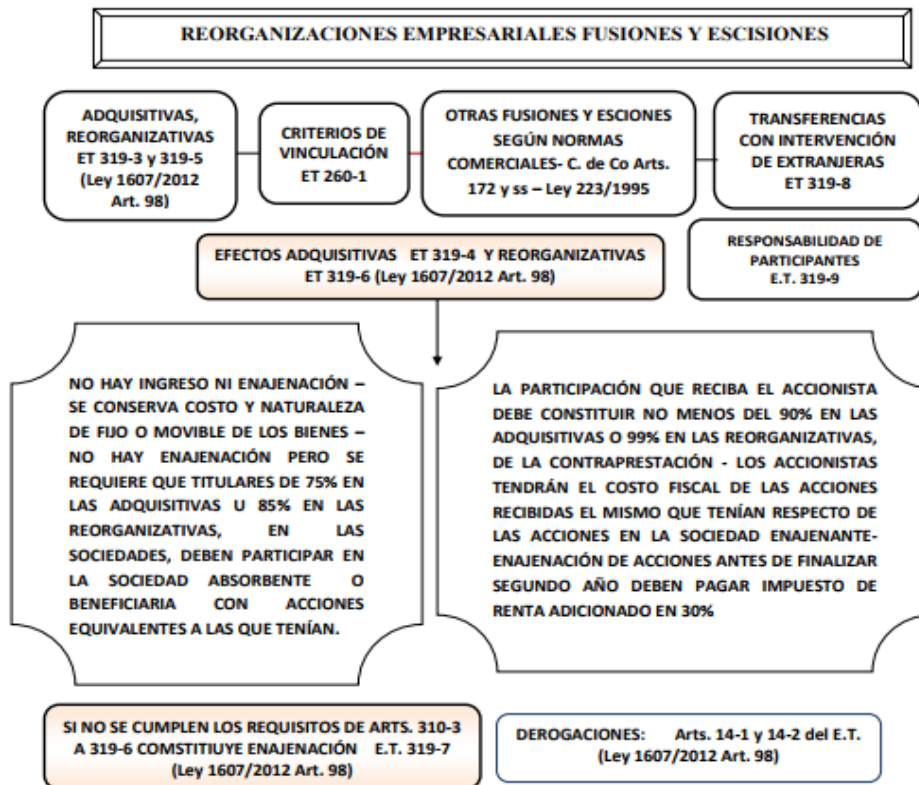 REORGANIZACIONES EMPRESARIALES FUSIONES Y ESCISIONES
ADQUISITIVAS,
REORGANIZATIVAS
ET 319-3 y 319-5
(Ley 1607/2012
Art. 98)
CRITERIOS DE
VINCULACIÓN
ET 260-1
OTRAS FUSIONES Y ESCIONES
SEGÚN NORMAS
COMERCIALES- C. de Co Arts.
172 y ss – Ley 223/1995
TRANSFERENCIAS
CON INTERVENCIÓN
DE EXTRANJERAS
ET 319-8
EFECTOS ADQUISITIVAS ET 319-4 Y REORGANIZATIVAS
ET 319-6 (Ley 1607/2012 Art. 98)
RESPONSABILIDAD DE
PARTICIPANTES
E.T. 319-9
NO HAY INGRESO NI ENAJENACIÓN –
SE CONSERVA COSTO Y NATURALEZA
DE FIJO O MOVIBLE DE LOS BIENES –
NO HAY ENAJENACIÓN PERO SE
REQUIERE QUE TITULARES DE 75% EN
LAS ADQUISITIVAS U 85% EN LAS
REORGANIZATIVAS, EN LAS
SOCIEDADES, DEBEN PARTICIPAR EN
LA SOCIEDAD ABSORBENTE O
BENEFICIARIA CON ACCIONES
EQUIVALENTES A LAS QUE TENÍAN.
LA PARTICIPACIÓN QUE RECIBA EL ACCIONISTA
DEBE CONSTITUIR NO MENOS DEL 90% EN LAS
ADQUISITIVAS O 99% EN LAS REORGANIZATIVAS,
DE LA CONTRAPRESTACIÓN - LOS ACCIONISTAS
TENDRÁN EL COSTO FISCAL DE LAS ACCIONES
RECIBIDAS EL MISMO QUE TENÍAN RESPECTO DE
LAS ACCIONES EN LA SOCIEDAD ENAJENANTE-
ENAJENACIÓN DE ACCIONES ANTES DE FINALIZAR
SEGUNDO AÑO DEBEN PAGAR IMPUESTO DE
RENTA ADICIONADO EN 30%
SI NO SE CUMPLEN LOS REQUISITOS DE ARTS. 310-3
A 319-6 COMSTITIUYE ENAJENACIÓN E.T. 319-7
(Ley 1607/2012 Art. 98)
DEROGACIONES: Arts. 14-1 y 14-2 del E.T.
(Ley 1607/2012 Art. 98)